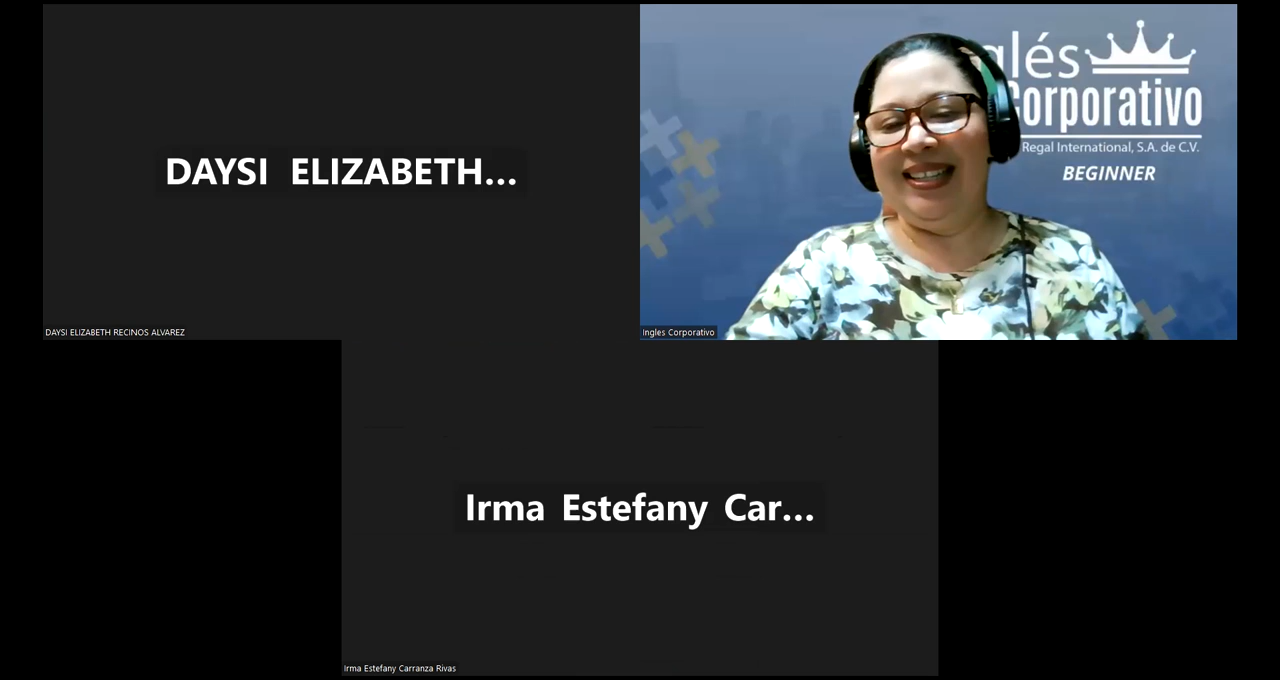 DAYSI ELIZABETH...
DAYSI ELIZABETH RECINOS ALVAREZ
glés
Corporativo
Regal International, S.A. de C.V.
BEGINNER
Ingles Corporativo
Irma Estefany Car...
Irma Estefany Carranza Rivas